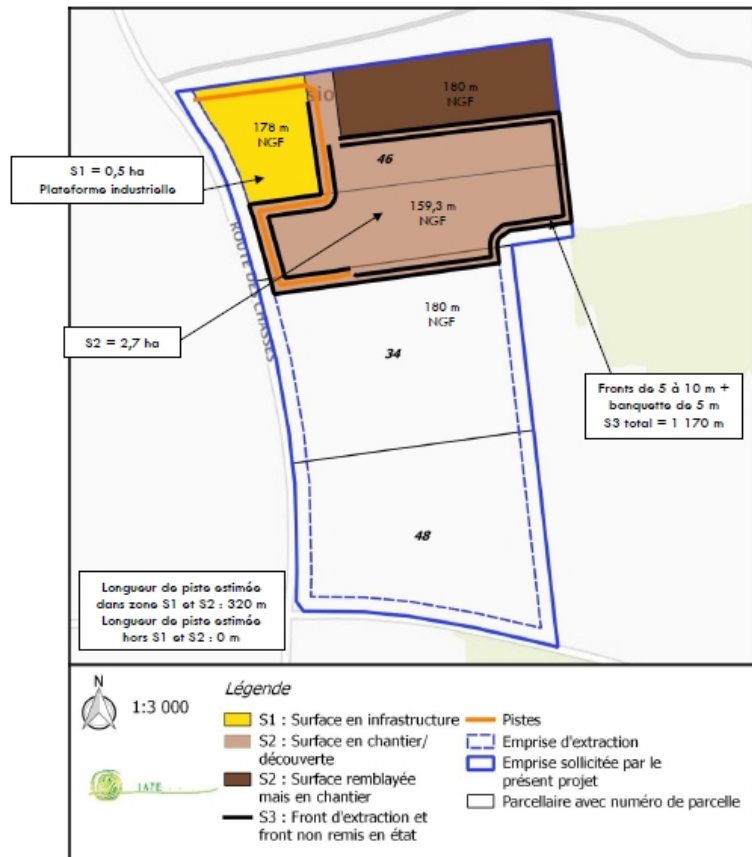 180 m
NGF
sio
178 m
NGF
46
S1 = 0,5 ha
Plateforme industrielle
159,3 m
NGF
ROUTE DES CHASSES
180 m
NGF
S2 = 2,7 ha
34
Fronts de 5 à 10 m +
banquette de 5 m
S3 total = 1 170 m
48
Longueur de piste estimée
dans zone S1 et S2 : 320 m
Longueur de piste estimée
hors S1 et S2 : 0 m
N
1:3 000
Légende
S1 : Surface en infrastructure
S2 : Surface en chantier/
découverte
S2 : Surface remblayée
mais en chantier
S3 : Front d'extraction et
front non remis en état
Pistes
Emprise d'extraction
Emprise sollicitée par le
présent projet
Parcellaire avec numéro de parcelle